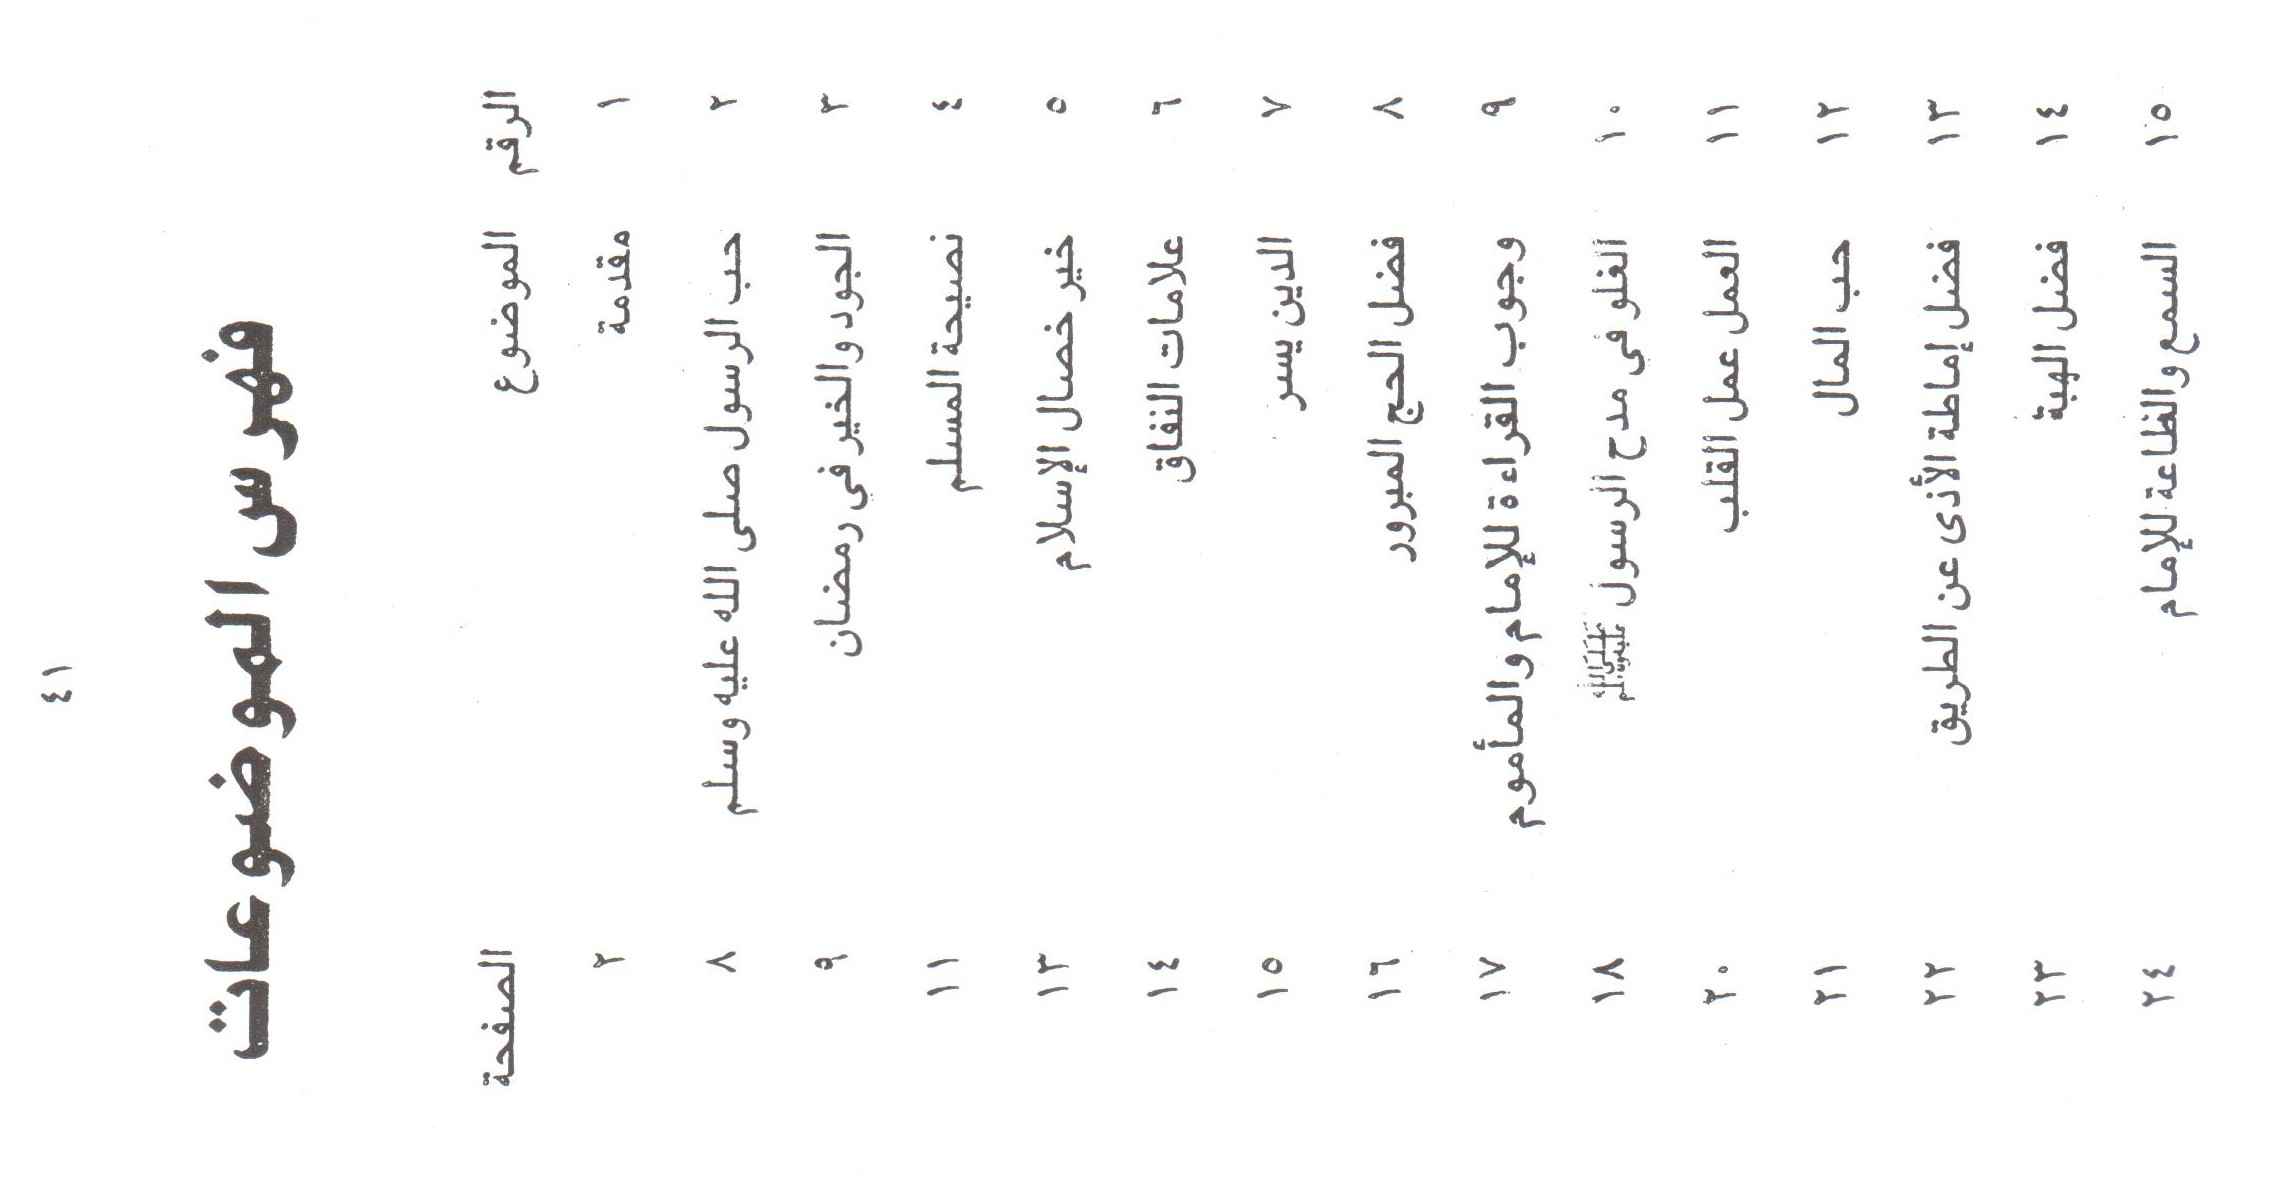 ٤١
فهرس الموضوعات
الرقم الموضوع الصفحة
١ مقدمة ٢
٢ حب الرسول صلى الله عليه وسلم ٨
٣ الجود والخير في رمضان ٩
٤ نصيحة المسلم ١١
٥ خير خصال الإسلام ١٣
٦ علامات النفاق ١٤
٧ الدين يسر ١٥
٨ فضل الحج المبرور ١٦
٩ وجوب القراءة للإمام والمأموم ١٧
١٠ الغلو في مدح الرسول ﷺ ١٨
١١ العمل عمل القلب ٢٠
١٢ حب المال ٢١
١٣ فضل إماطة الأذى عن الطريق ٢٢
١٤ فضل الهبة ٢٣
١٥ السمع والطاعة للإمام ٢٤